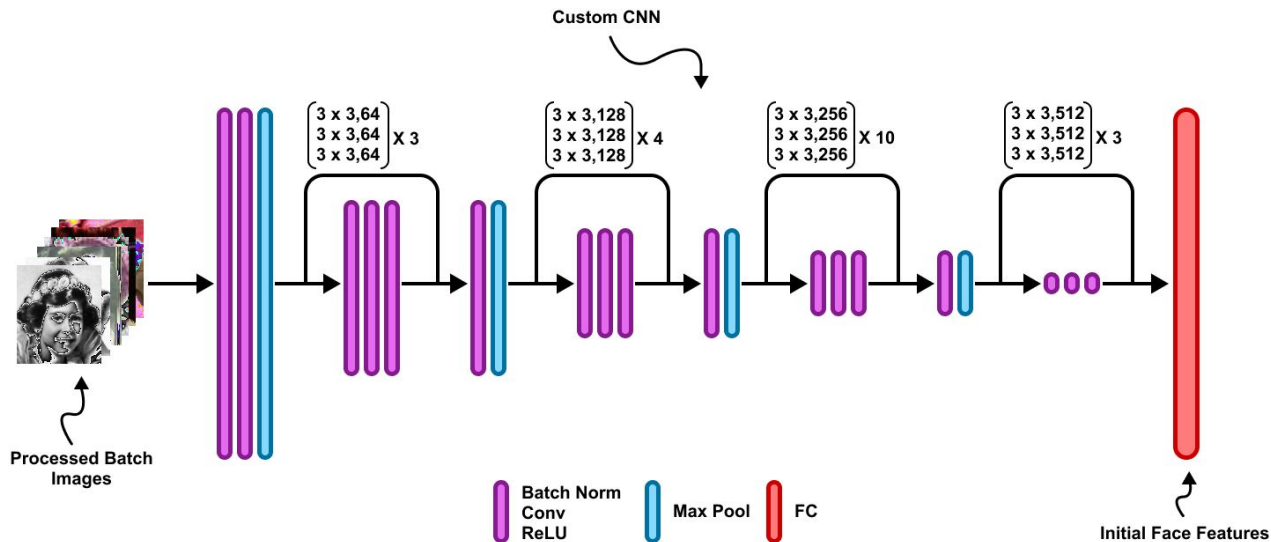 Custom CNN
3 x 3,64
3 x 3,64
3 x 3,64
X 3
3 x 3,128
3 x 3,128
3 x 3,128
X 4
3 x 3,256
3 x 3,256
3 x 3,256
X 10
3 x 3,512
3 x 3,512
3 x 3,512
X 3
Processed Batch
Images
Batch Norm
Conv
ReLU
Max Pool
FC
Initial Face Features